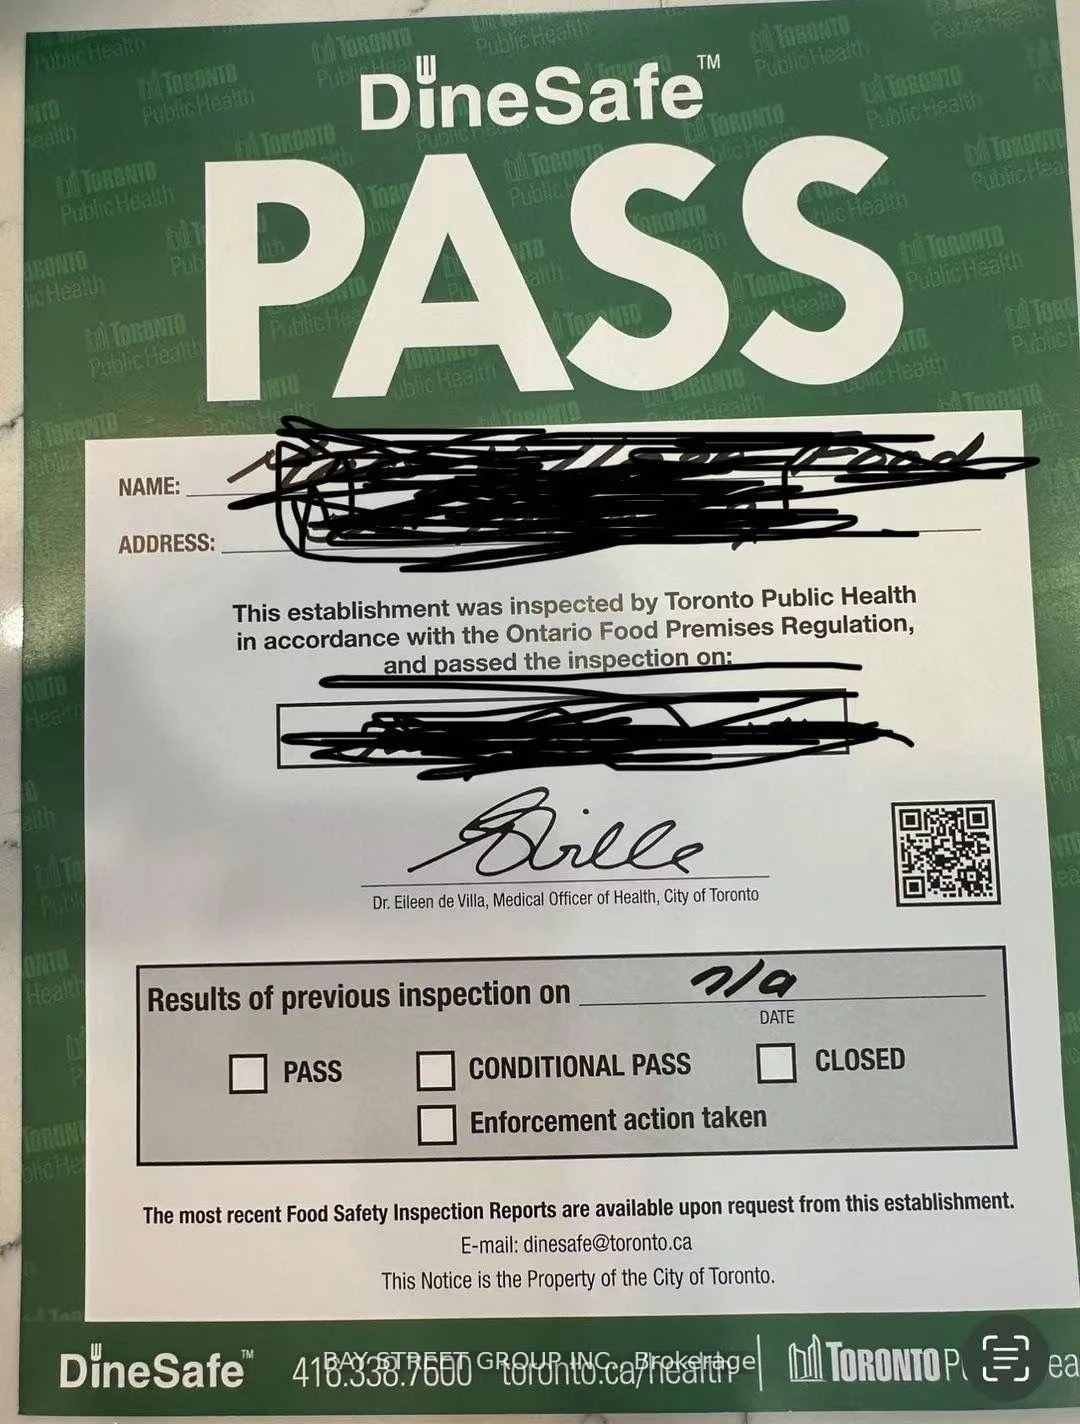 DineSafe™
PASS
NAME: Food
ADDRESS:
This establishment was inspected by Toronto Public Health
in accordance with the Ontario Food Premises Regulation,
and passed the inspection on:
Dr. Eileen de Villa, Medical Officer of Health, City of Toronto
Results of previous inspection on n/a
DATE
PASS CONDITIONAL PASS CLOSED
Enforcement action taken
The most recent Food Safety Inspection Reports are available upon request from this establishment.
E-mail: dinesafe@toronto.ca
This Notice is the Property of the City of Toronto.
DineSafe™ 416.338.7600 toronto.ca/health TORONTO
BAY STREET GROUP INC., Brokerage